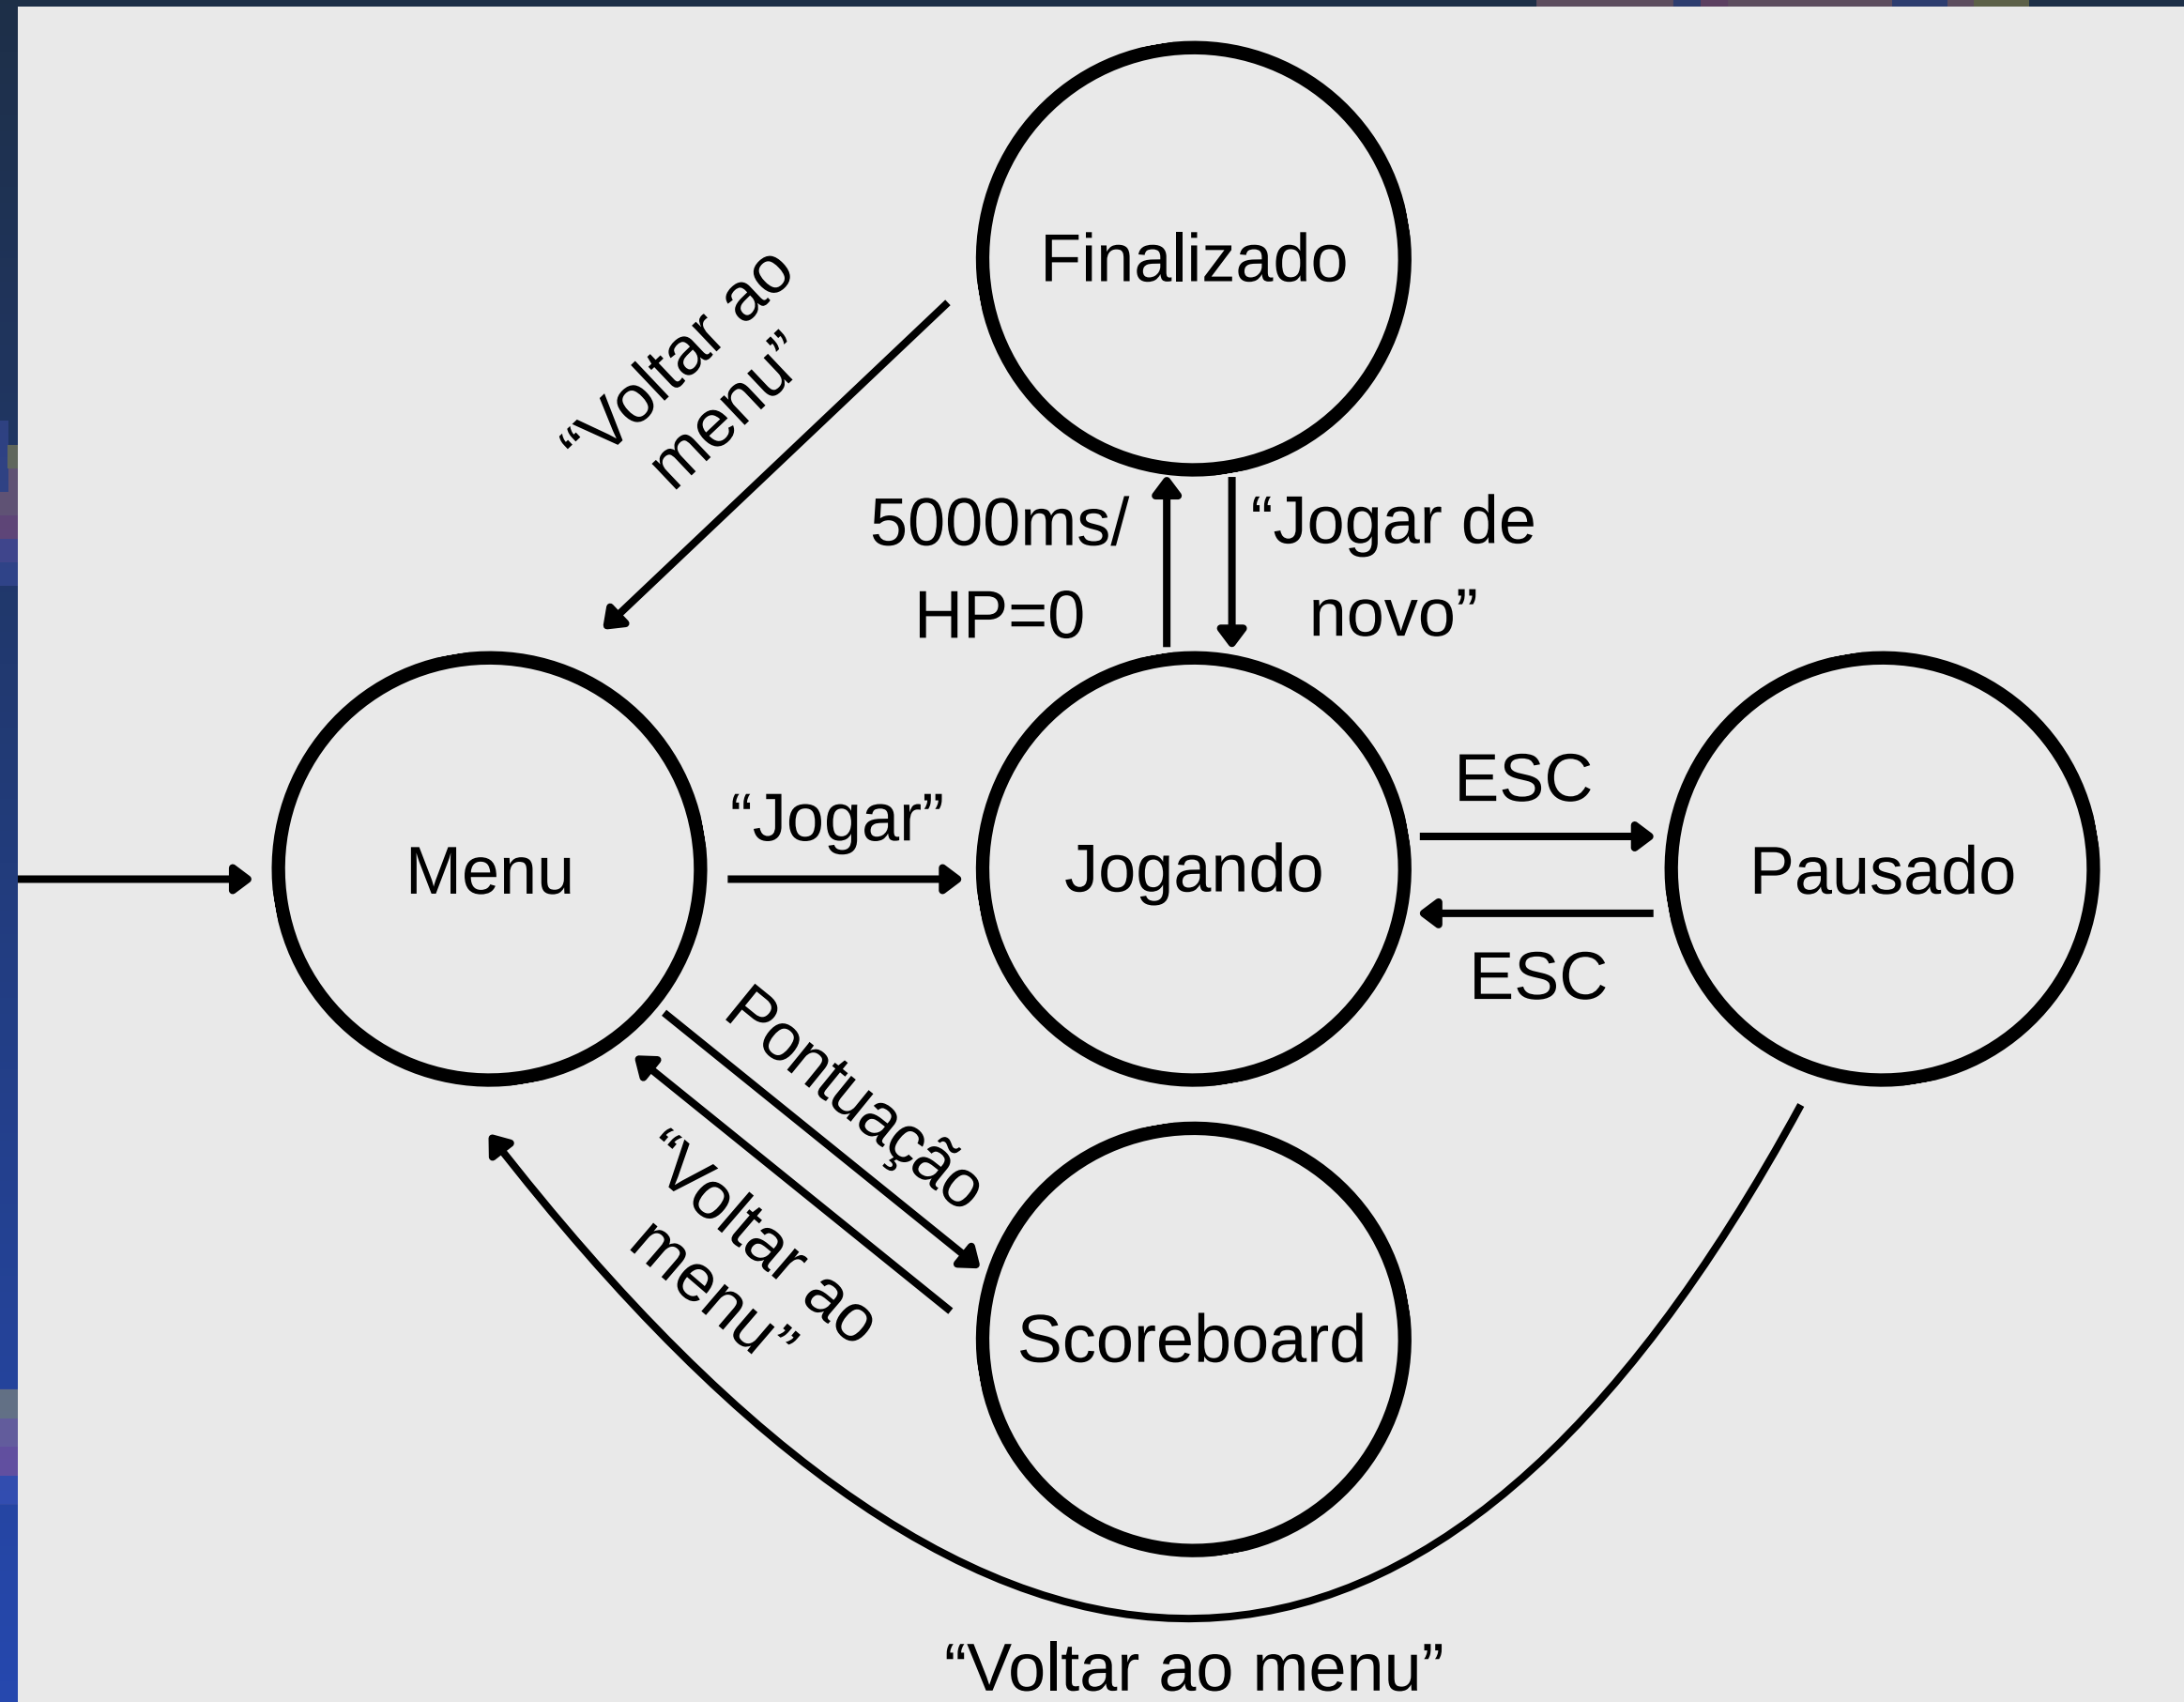 Finalizado
“Voltar ao
menu”
5000ms/
HP=0
“Jogar de
novo”
Menu
“Jogar”
Jogando
ESC
ESC
Pausado
Pontuação
“Voltar ao
menu”
Scoreboard
“Voltar ao menu”